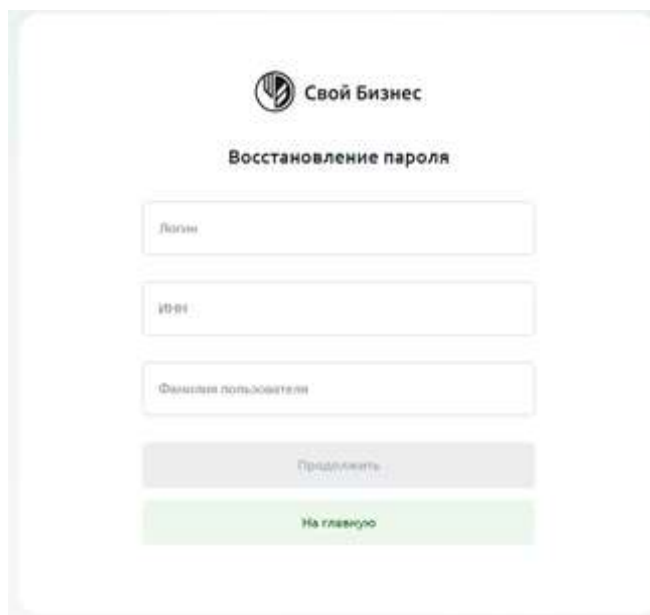 Свой Бизнес
Восстановление пароля
Логин
ИНН
Фамилия пользователя
Продолжить
На главную